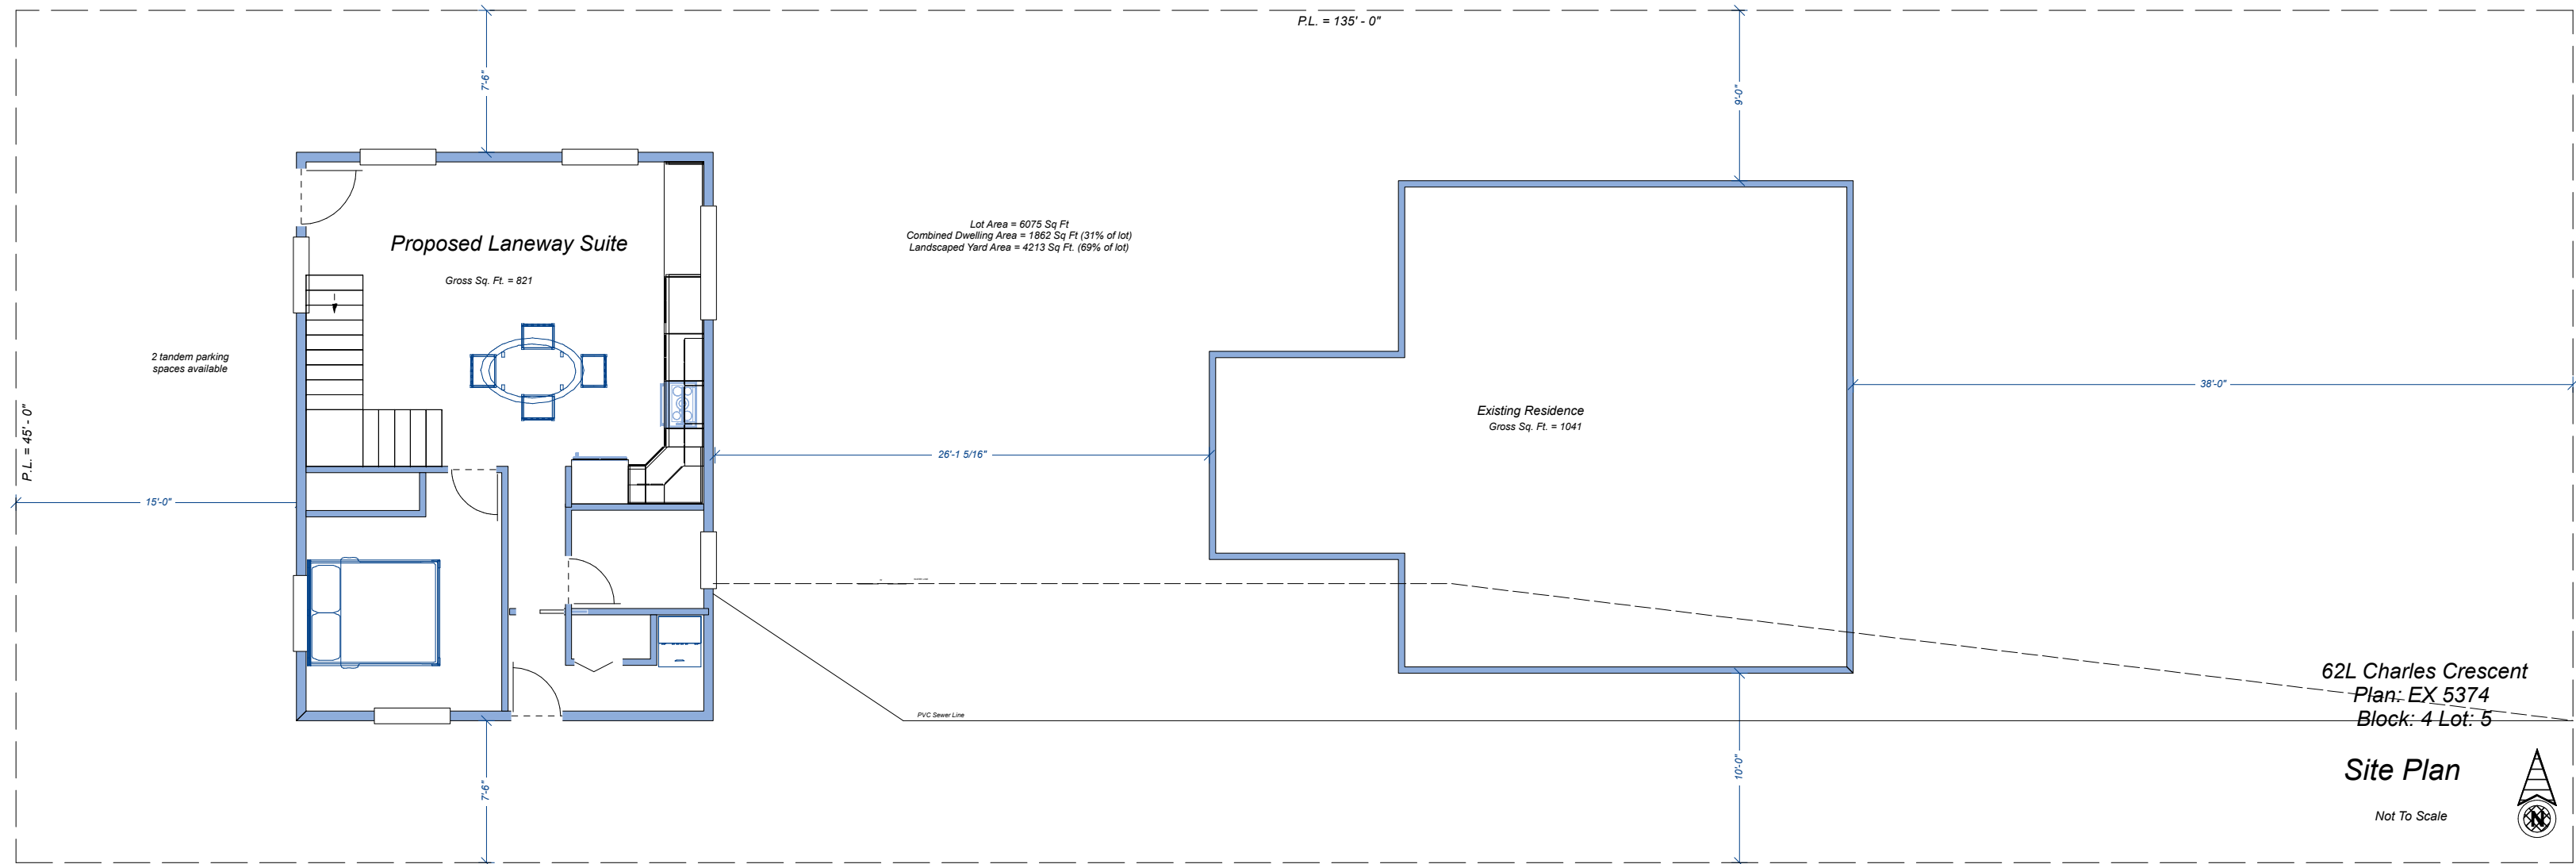 P.L. = 135' - 0"
7'-6"
9'-0"
Proposed Laneway Suite
Gross Sq. Ft. = 821
Lot Area = 6075 Sq Ft
Combined Dwelling Area = 1862 Sq Ft (31% of lot)
Landscaped Yard Area = 4213 Sq Ft. (69% of lot)
2 tandem parking
spaces available
P.L. = 45' - 0"
15'-0"
26'-1 5/16"
Existing Residence
Gross Sq. Ft. = 1041
38'-0"
PVC Sewer Line
7'-6"
10'-0"
62L Charles Crescent
Plan: EX 5374
Block: 4 Lot: 5
Site Plan
Not To Scale
N